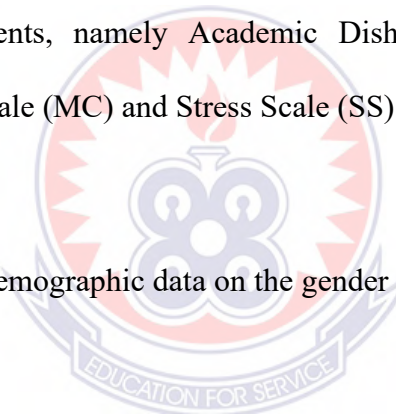 ents, namely Academic Dish
ale (MC) and Stress Scale (SS)
emographic data on the gender
EDUCATION FOR SERVICE